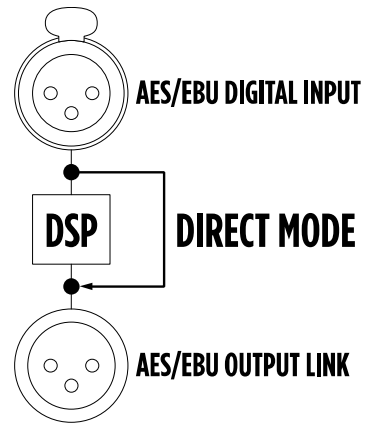 AES/EBU DIGITAL INPUT
DSP
DIRECT MODE
AES/EBU OUTPUT LINK